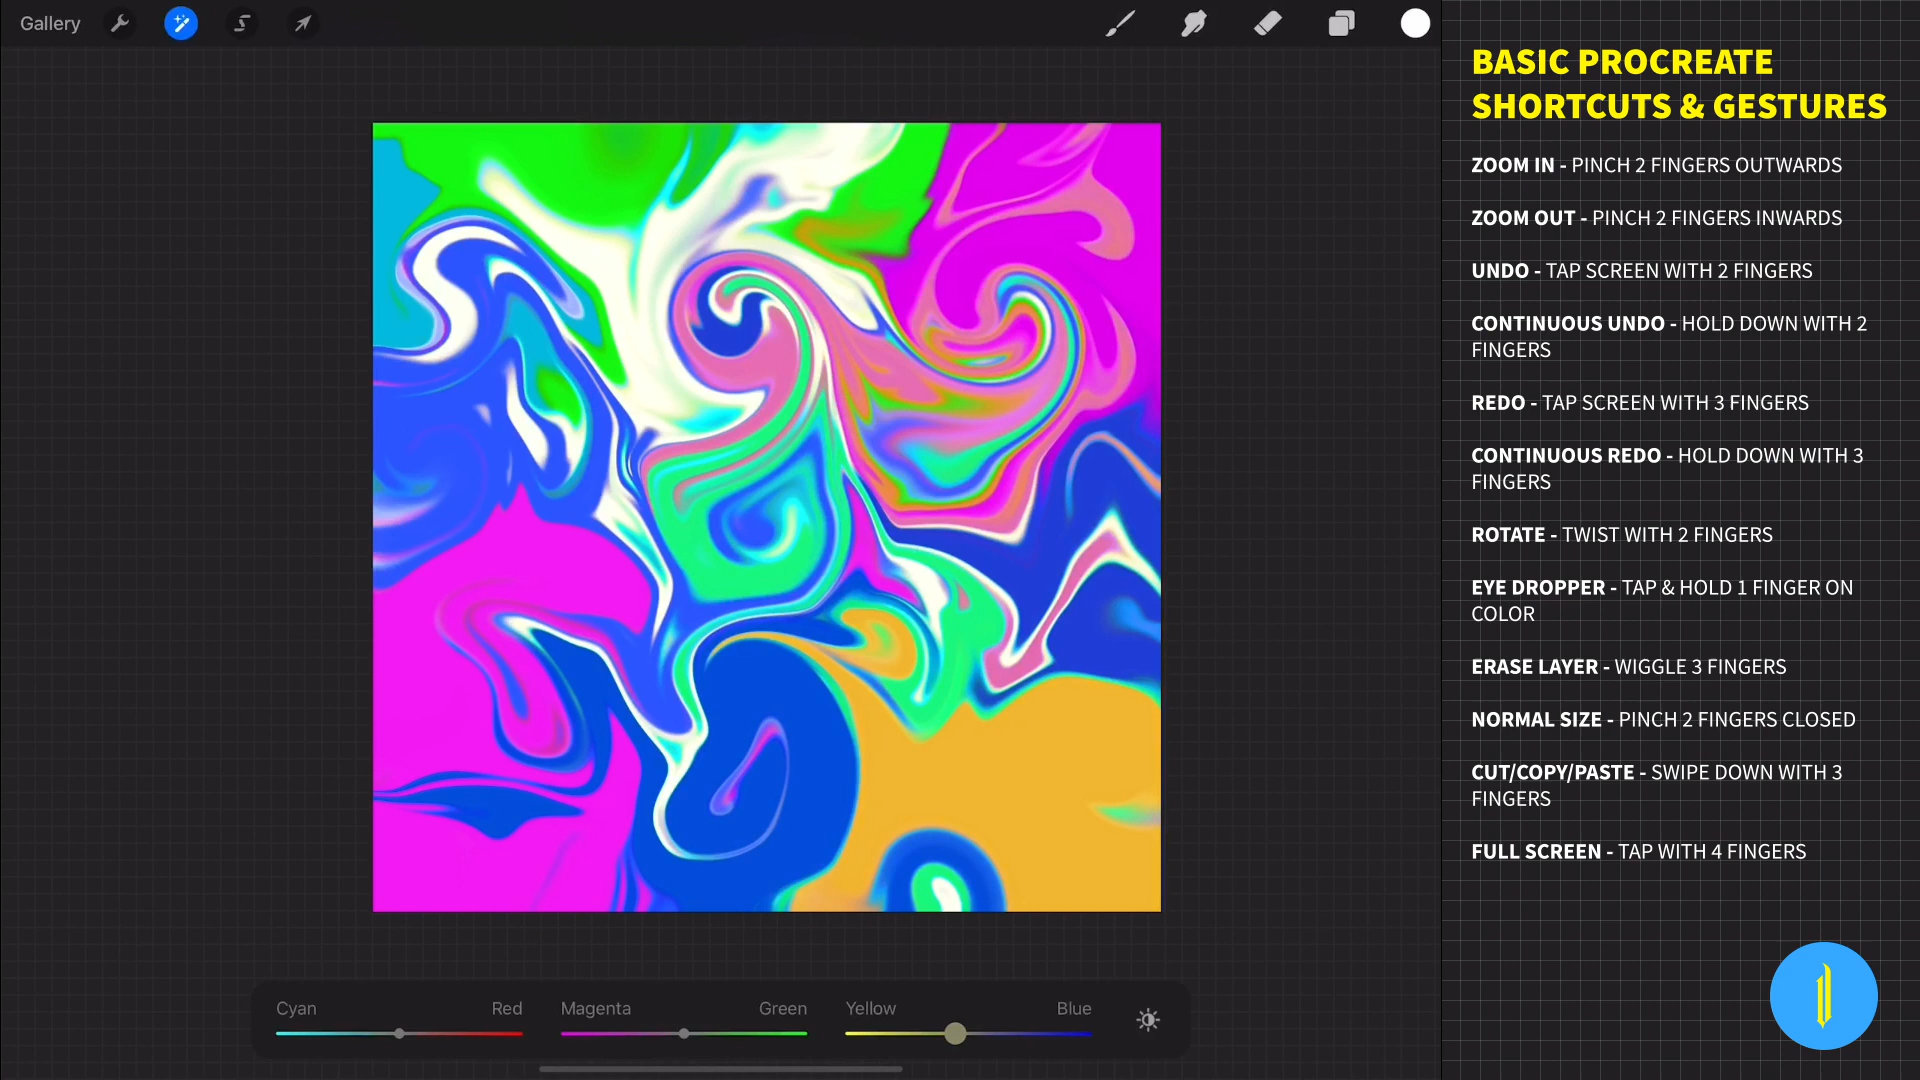 Gallery
BASIC PROCREATE
SHORTCUTS & GESTURES
ZOOM IN - PINCH 2 FINGERS OUTWARDS
ZOOM OUT - PINCH 2 FINGERS INWARDS
UNDO - TAP SCREEN WITH 2 FINGERS
CONTINUOUS UNDO - HOLD DOWN WITH 2
FINGERS
REDO - TAP SCREEN WITH 3 FINGERS
CONTINUOUS REDO - HOLD DOWN WITH 3
FINGERS
ROTATE - TWIST WITH 2 FINGERS
EYE DROPPER - TAP & HOLD 1 FINGER ON
COLOR
ERASE LAYER - WIGGLE 3 FINGERS
NORMAL SIZE - PINCH 2 FINGERS CLOSED
CUT/COPY/PASTE - SWIPE DOWN WITH 3
FINGERS
FULL SCREEN - TAP WITH 4 FINGERS
Cyan Red Magenta Green Yellow Blue